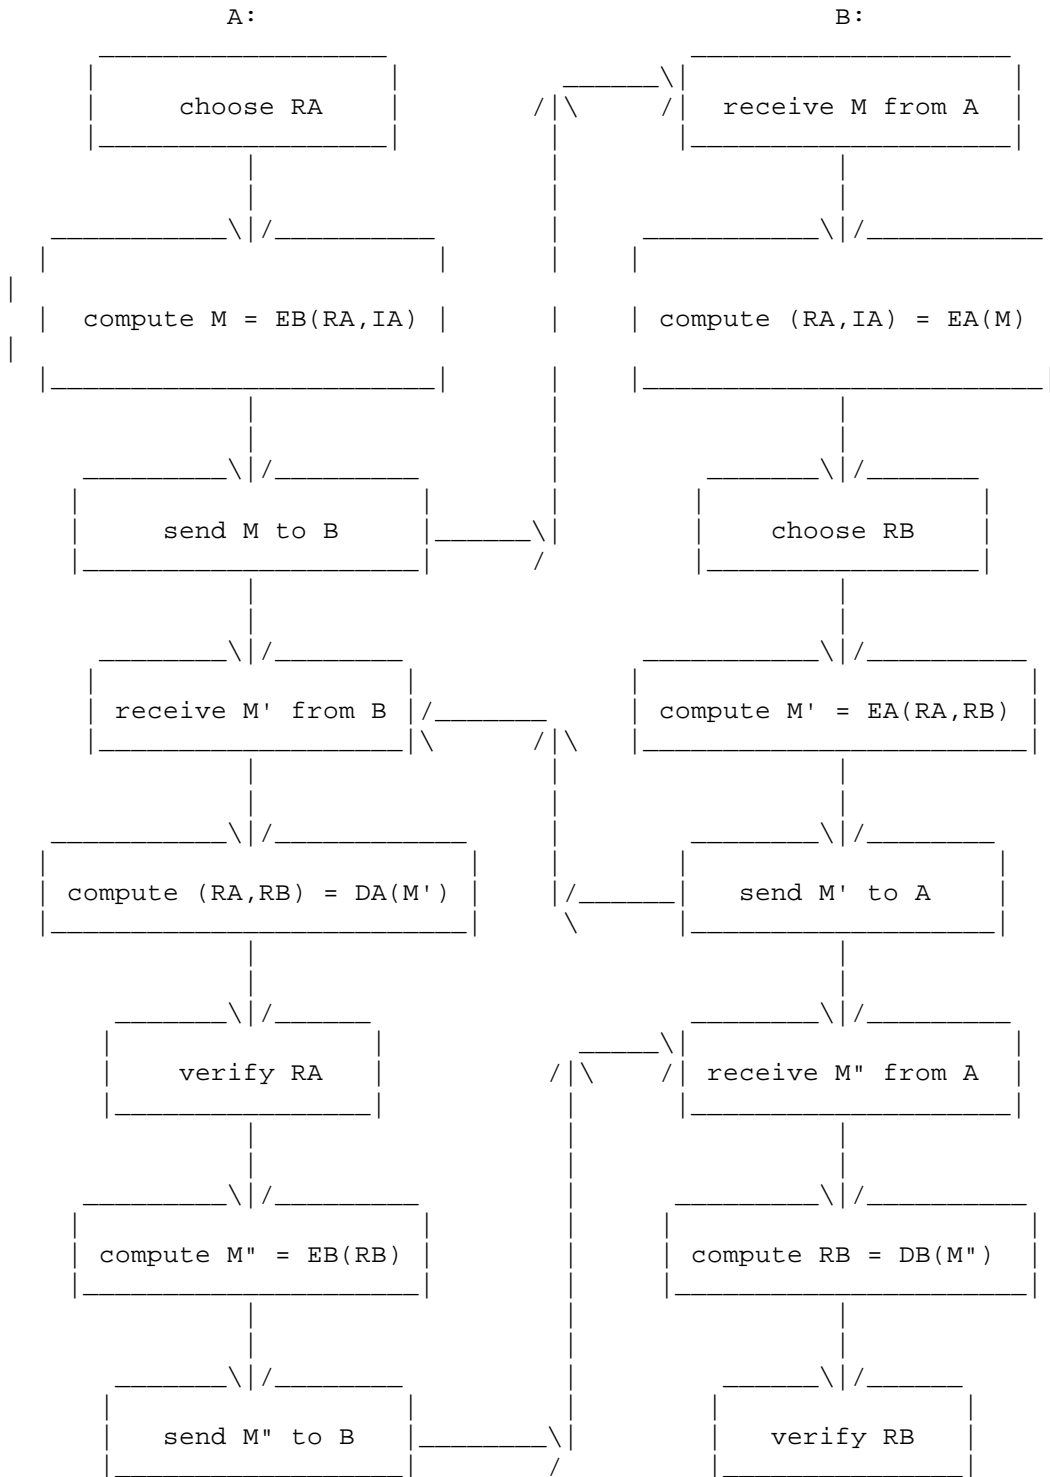 A: B:
choose RA receive M from A
compute M = EB(RA,IA) compute (RA,IA) = EA(M)
send M to B choose RB
receive M' from B compute M' = EA(RA,RB)
compute (RA,RB) = DA(M') send M' to A
verify RA receive M" from A
compute M" = EB(RB) compute RB = DB(M")
send M" to B verify RB